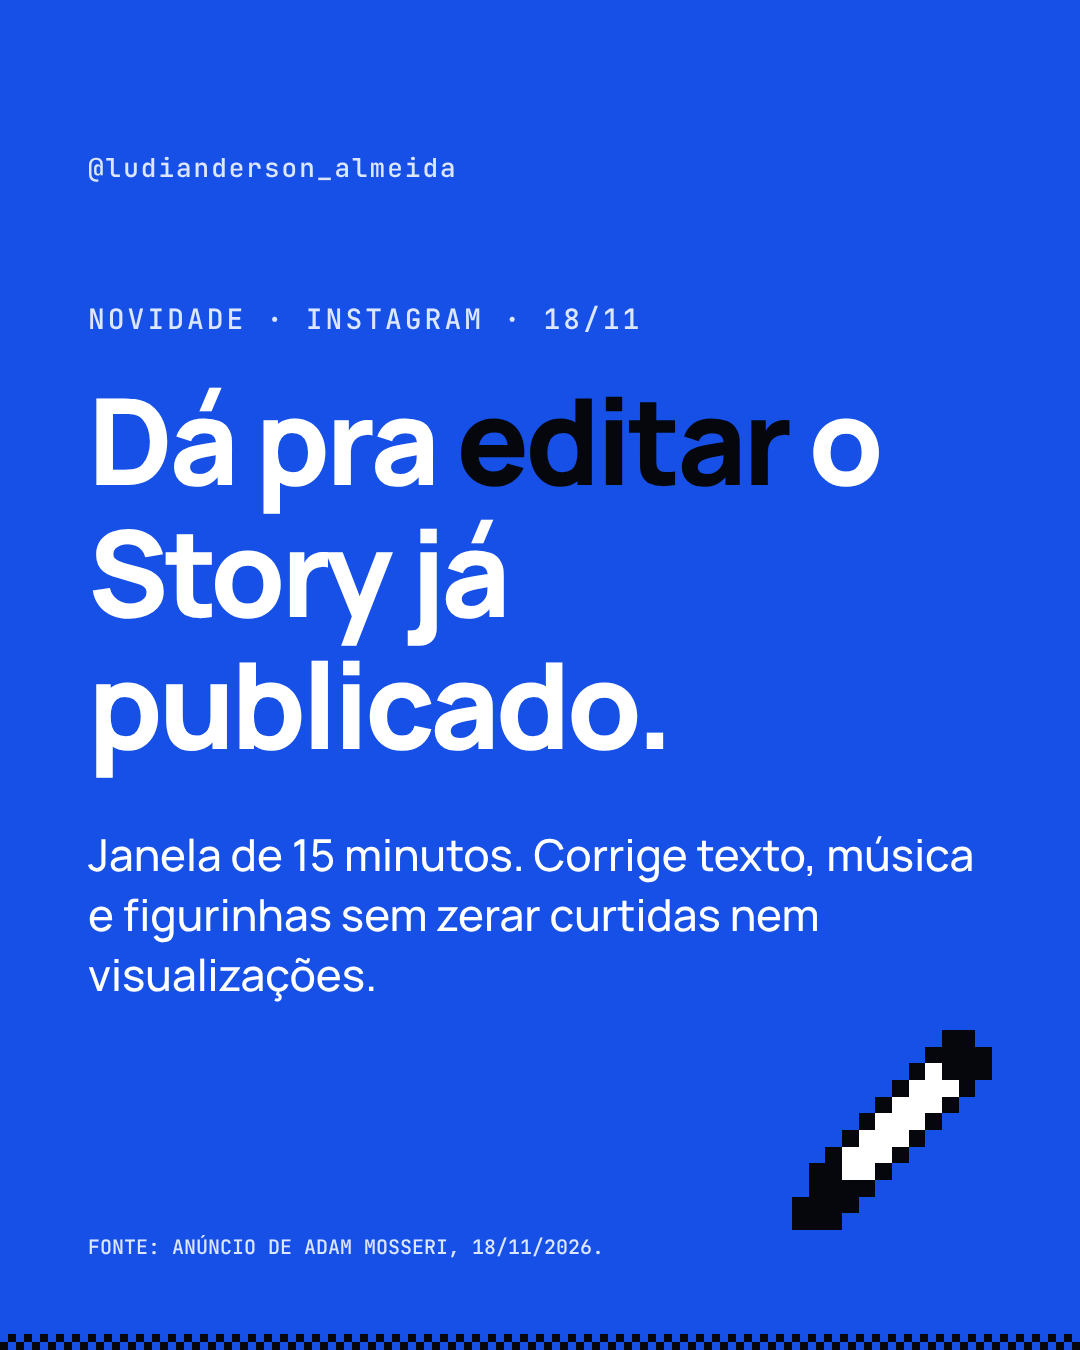 @ludianderson_almeida
NOVIDADE · INSTAGRAM · 18/11
Dá pra editar o
Story já
publicado.
Janela de 15 minutos. Corrige texto, música
e figurinhas sem zerar curtidas nem
visualizações.
FONTE: ANÚNCIO DE ADAM MOSSERI, 18/11/2026.